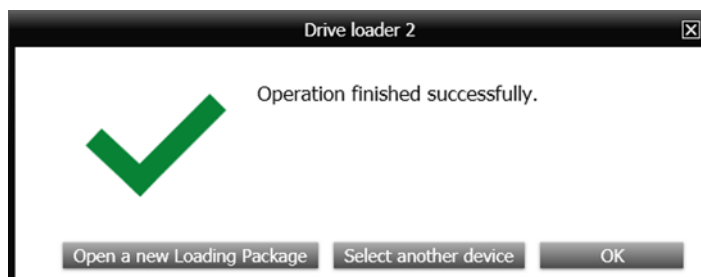 Drive loader 2
Operation finished successfully.
Open a new Loading Package
Select another device
OK